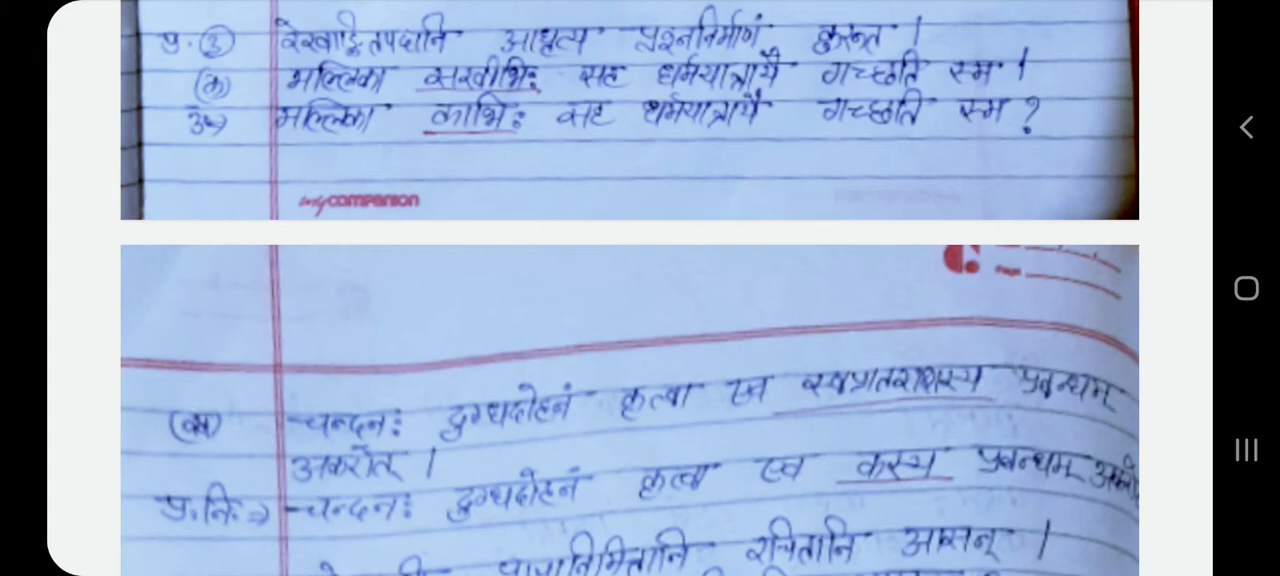 प्र. ③ रेखाङ्कितपदानि आधृत्य प्रश्ननिर्माणं कुरुत ।
(क) मल्लिका सखीभिः सह धर्मयात्रायै गच्छति स्म ।
उ⇒ मल्लिका काभिः सह धर्मयात्रायै गच्छति स्म ?
mycompanion
Page
(ख) चन्दनः दुग्धदोहनं कृत्वा एव स्वप्रातराशस्य प्रबन्धम्
अकरोत् ।
प्र.नि.⇒ चन्दनः दुग्धदोहनं कृत्वा एव कस्य प्रबन्धम्
रचितानि आसन् ।